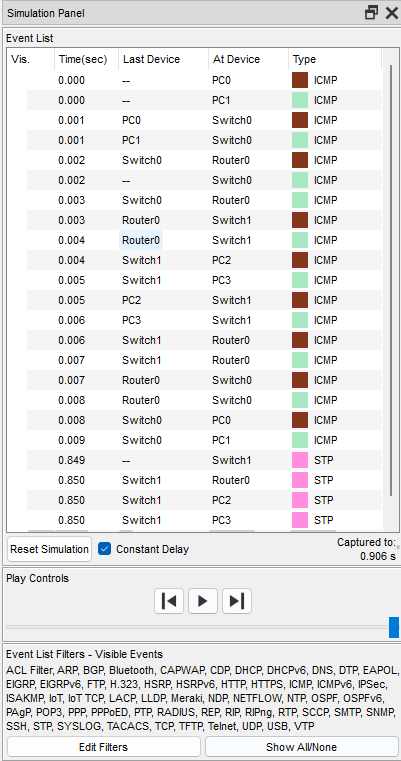 Simulation Panel
Event List
Vis. Time(sec) Last Device At Device Type
0.000 -- PC0 ICMP
0.000 -- PC1 ICMP
0.001 PC0 Switch0 ICMP
0.001 PC1 Switch0 ICMP
0.002 Switch0 Router0 ICMP
0.002 -- Switch0 ICMP
0.003 Switch0 Router0 ICMP
0.003 Router0 Switch1 ICMP
0.004 Router0 Switch1 ICMP
0.004 Switch1 PC2 ICMP
0.005 Switch1 PC3 ICMP
0.005 PC2 Switch1 ICMP
0.006 PC3 Switch1 ICMP
0.006 Switch1 Router0 ICMP
0.007 Switch1 Router0 ICMP
0.007 Router0 Switch0 ICMP
0.008 Router0 Switch0 ICMP
0.008 Switch0 PC0 ICMP
0.009 Switch0 PC1 ICMP
0.849 -- Switch1 STP
0.850 Switch1 Router0 STP
0.850 Switch1 PC2 STP
0.850 Switch1 PC3 STP
Reset Simulation Constant Delay Captured to:*
0.906 s
Play Controls
Event List Filters - Visible Events
ACL Filter, ARP, BGP, Bluetooth, CAPWAP, CDP, DHCP, DHCPv6, DNS, DTP, EAPOL,
EIGRP, EIGRPv6, FTP, H.323, HSRP, HSRPv6, HTTP, HTTPS, ICMP, ICMPv6, IPSec,
ISAKMP, IoT, IoT TCP, LACP, LLDP, Meraki, NDP, NETFLOW, NTP, OSPF, OSPFv6,
PAgP, POP3, PPP, PPPoED, PTP, RADIUS, REP, RIP, RIPng, RTP, SCCP, SMTP, SNMP,
SSH, STP, SYSLOG, TACACS, TCP, TFTP, Telnet, UDP, USB, VTP
Edit Filters Show All/None